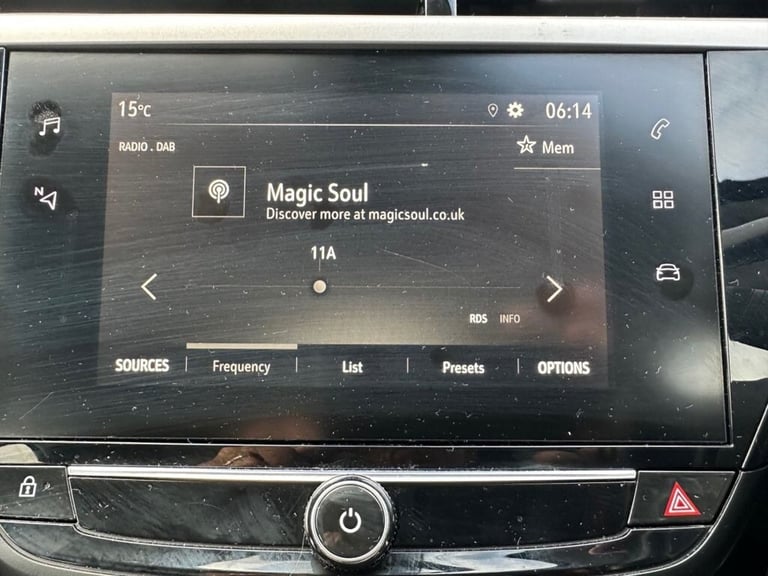 15°C 06:14
RADIO . DAB Mem
N
Magic Soul
Discover more at magicsoul.co.uk
11A
RDS INFO
SOURCES Frequency List Presets OPTIONS